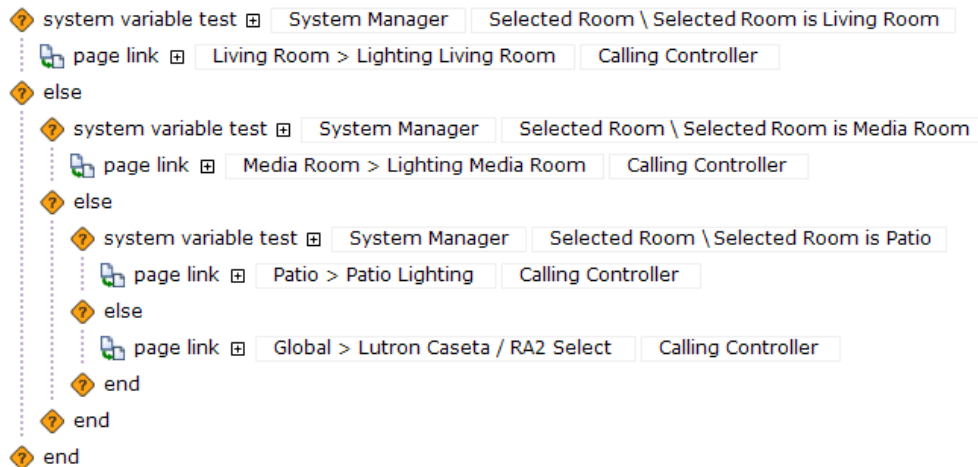 system variable test System Manager Selected Room \ Selected Room is Living Room
page link Living Room > Lighting Living Room Calling Controller
else
system variable test System Manager Selected Room \ Selected Room is Media Room
page link Media Room > Lighting Media Room Calling Controller
else
system variable test System Manager Selected Room \ Selected Room is Patio
page link Patio > Patio Lighting Calling Controller
else
page link Global > Lutron Caseta / RA2 Select Calling Controller
end
end
end